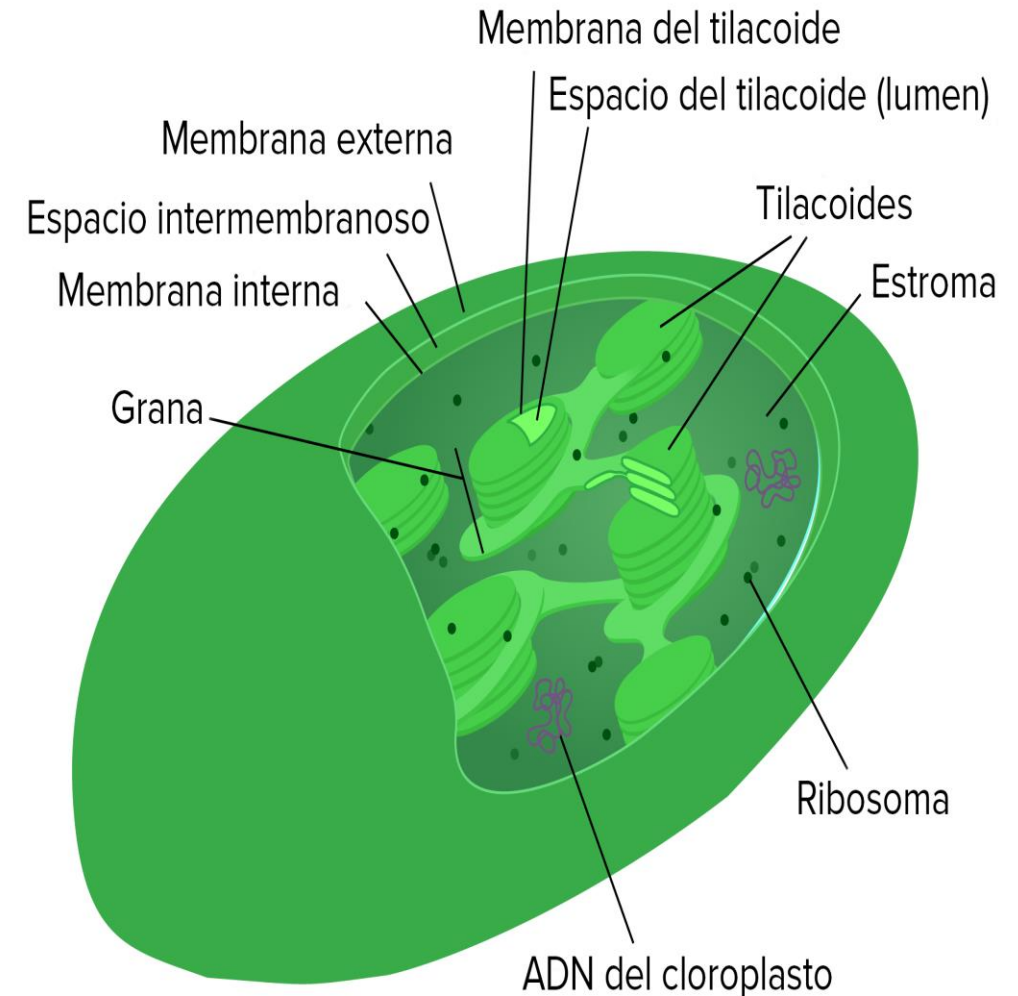 Membrana del tilacoide
Espacio del tilacoide (lumen)
Membrana externa
Tilacoides
Espacio intermembranoso
Estroma
Membrana interna
Grana
Ribosoma
ADN del cloroplasto